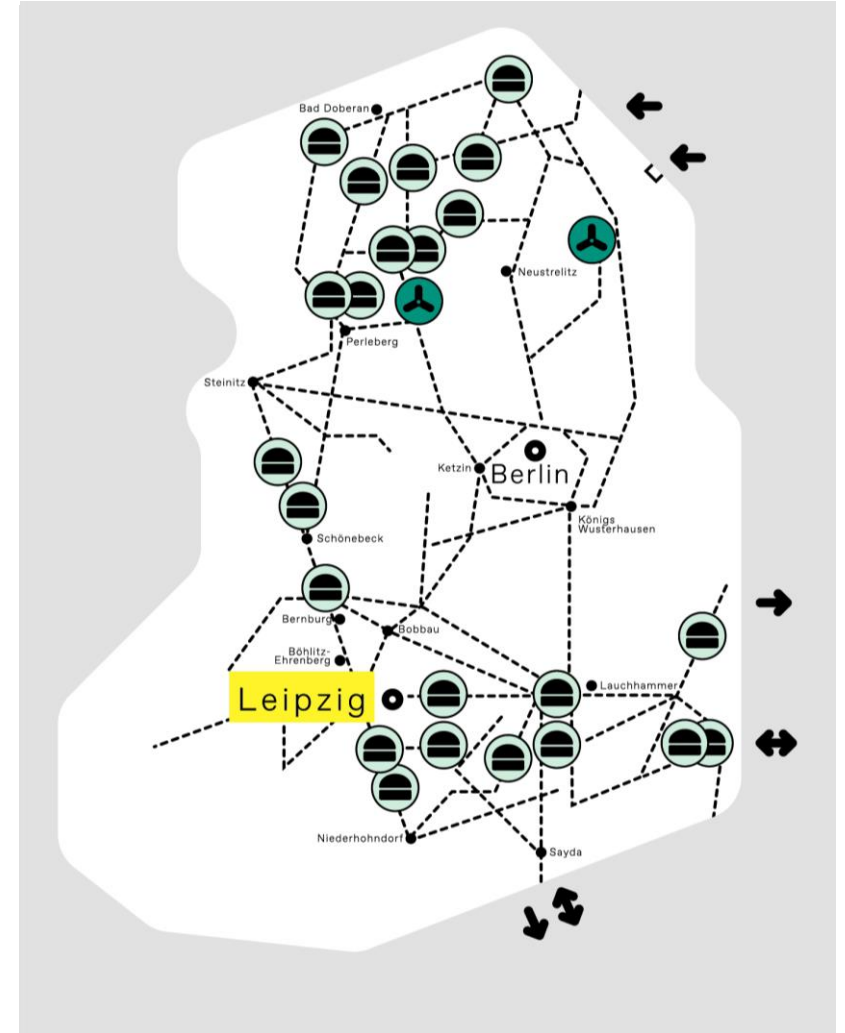 Bad Doberan
Neustrelitz
Perleberg
Steinitz
Ketzin
Berlin
Königs
Wusterhausen
Schönebeck
Bernburg
Bobbau
Böhlitz-
Ehrenberg
Leipzig
Lauchhammer
Niederhohndorf
Sayda